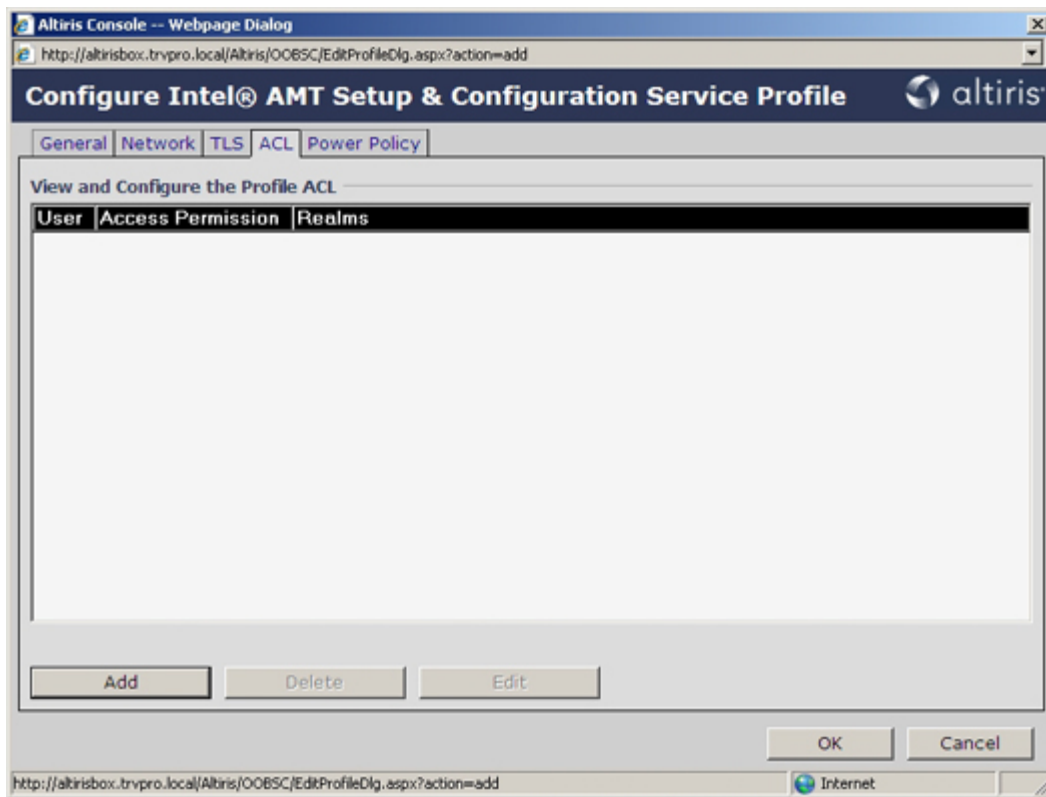 Altiris Console -- Webpage Dialog
http://altirisbox.trvpro.local/Altiris/OOBSC/EditProfileDlg.aspx?action=add
Configure Intel® AMT Setup & Configuration Service Profile altiris
General Network TLS ACL Power Policy
View and Configure the Profile ACL
User Access Permission Realms
Add Delete Edit
OK Cancel
http://altirisbox.trvpro.local/Altiris/OOBSC/EditProfileDlg.aspx?action=add Internet